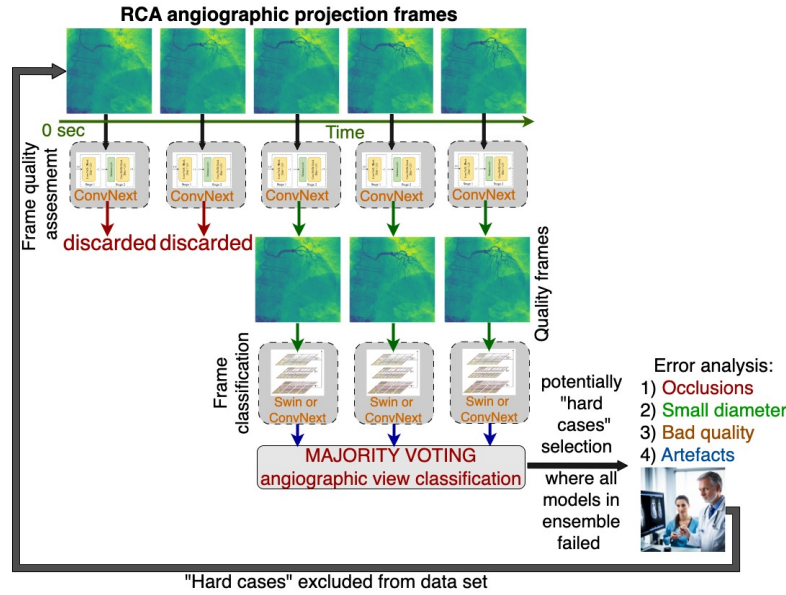 RCA angiographic projection frames
0 sec
Time
Frame quality
assesmemt
ConvNext
ConvNext
ConvNext
ConvNext
ConvNext
discarded
discarded
Quality frames
Frame
classification
Swin or
ConvNext
Swin or
ConvNext
Swin or
ConvNext
MAJORITY VOTING
angiographic view classification
potentially
"hard
cases"
selection
where all
models in
ensemble
failed
Error analysis:
1) Occlusions
2) Small diameter
3) Bad quality
4) Artefacts
"Hard cases" excluded from data set